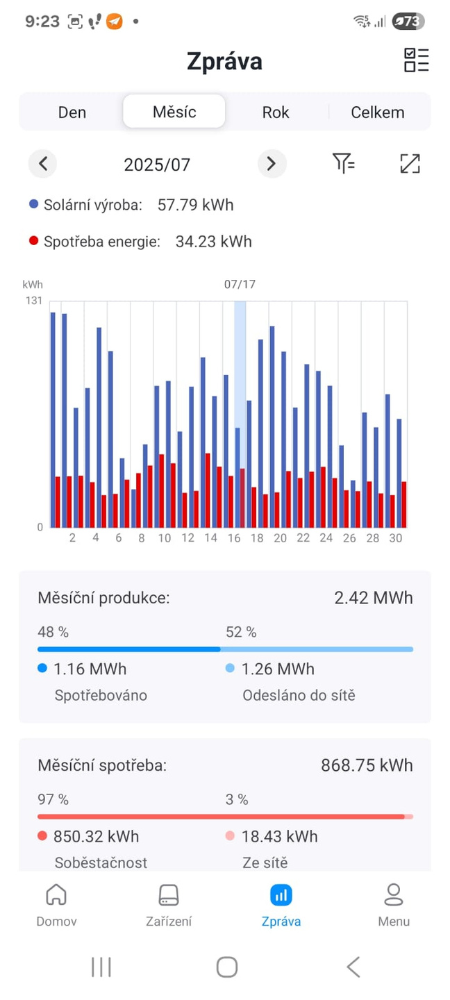 9:23 73
Zpráva
Den Měsíc Rok Celkem
2025/07
Solární výroba: 57.79 kWh
Spotřeba energie: 34.23 kWh
kWh 07/17
131
0
2 4 6 8 10 12 14 16 18 20 22 24 26 28 30
Měsíční produkce: 2.42 MWh
48 % 52 %
1.16 MWh 1.26 MWh
Spotřebováno Odesláno do sítě
Měsíční spotřeba: 868.75 kWh
97 % 3 %
850.32 kWh 18.43 kWh
Soběstačnost Ze sítě
Domov Zařízení Zpráva Menu